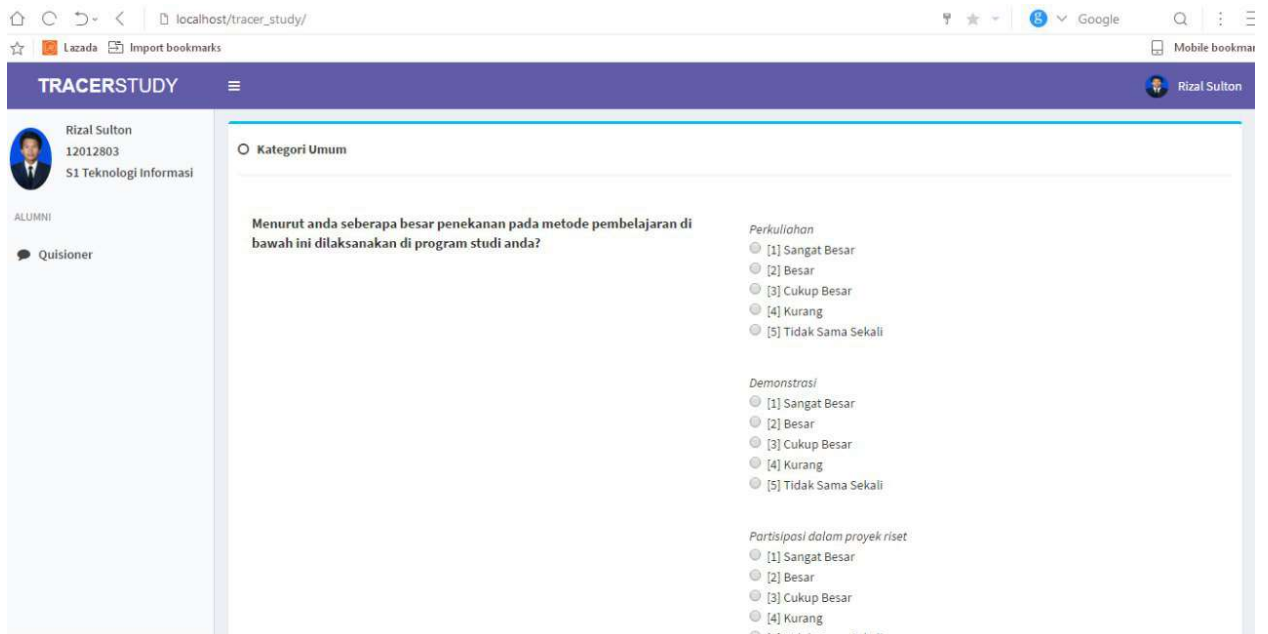 localhost/tracer_study/
g Google
Lazada Import bookmarks
Mobile bookmar
TRACERSTUDY
Rizal Sulton
Rizal Sulton
12012803
S1 Teknologi Informasi
ALUMNI
Quisioner
Kategori Umum
Menurut anda seberapa besar penekanan pada metode pembelajaran di
bawah ini dilaksanakan di program studi anda?
Perkuliahan
[1] Sangat Besar
[2] Besar
[3] Cukup Besar
[4] Kurang
[5] Tidak Sama Sekali
Demonstrasi
[1] Sangat Besar
[2] Besar
[3] Cukup Besar
[4] Kurang
[5] Tidak Sama Sekali
Partisipasi dalam proyek riset
[1] Sangat Besar
[2] Besar
[3] Cukup Besar
[4] Kurang